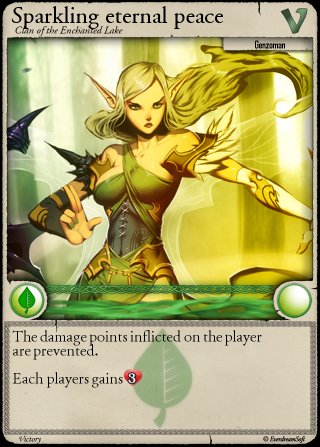 Sparkling eternal peace
Clan of the Enchanted Lake
V
Genzoman
The damage points inflicted on the player
are prevented.
Each players gains 3
Victory
© EverdreamSoft